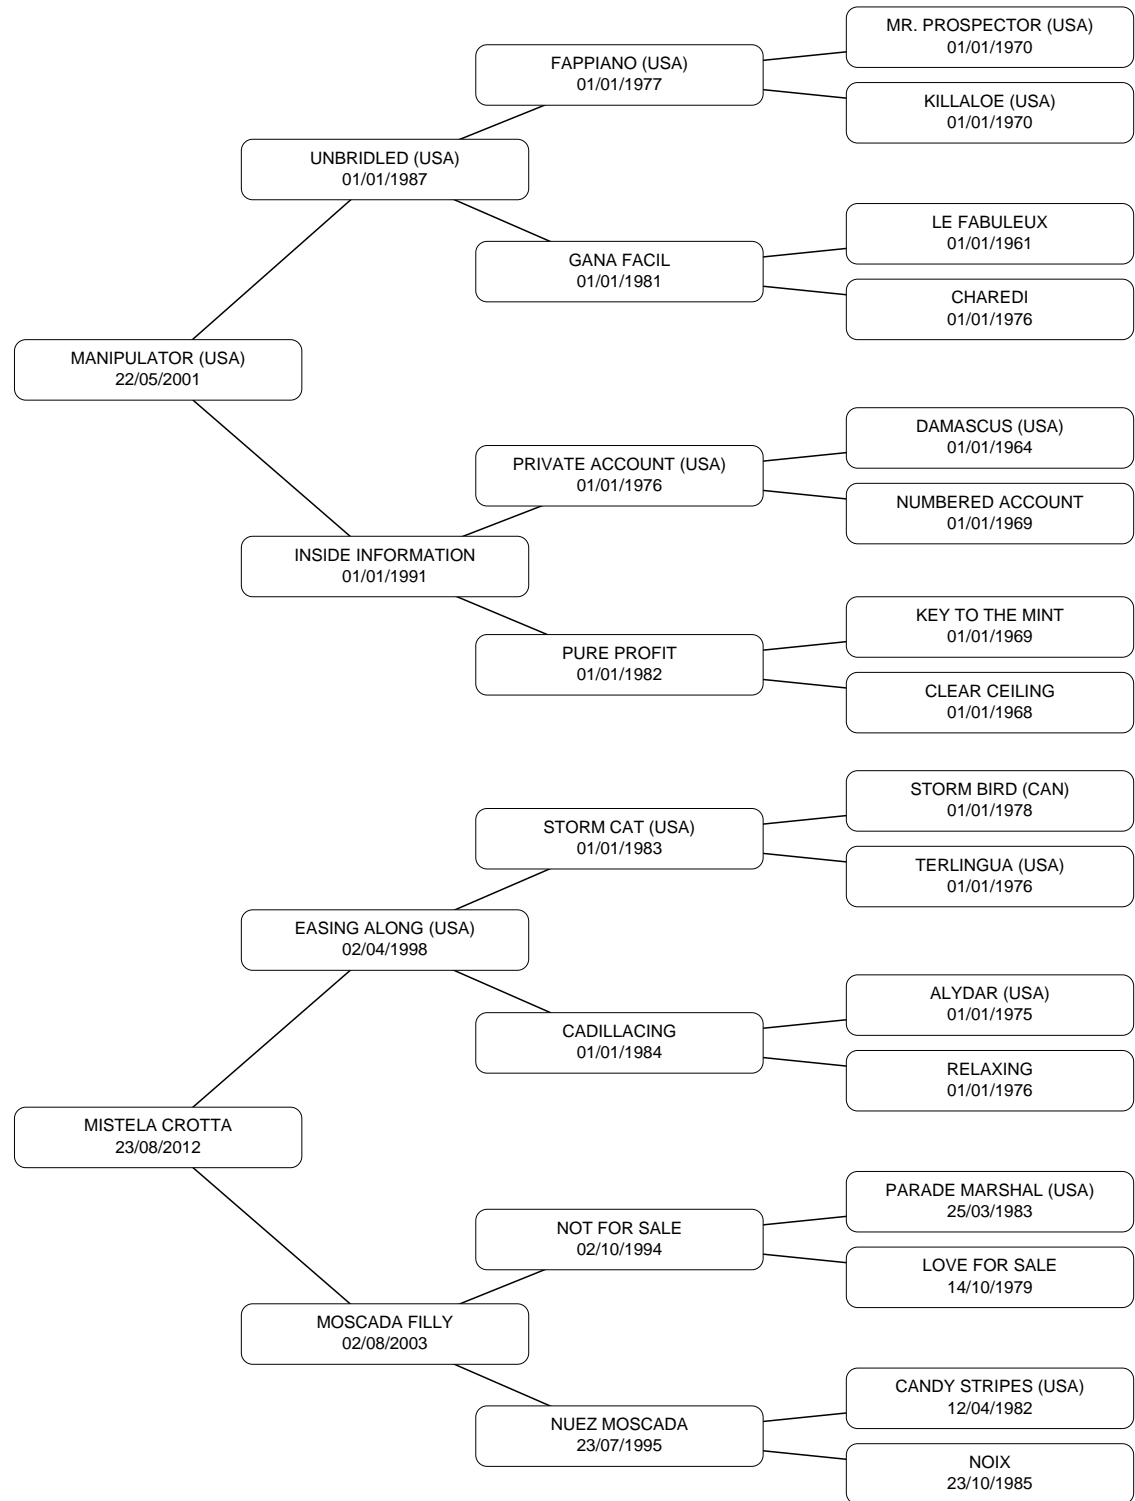 MR. PROSPECTOR (USA)
01/01/1970
FAPPIANO (USA)
01/01/1977
KILLALOE (USA)
01/01/1970
UNBRIDLED (USA)
01/01/1987
LE FABULEUX
01/01/1961
GANA FACIL
01/01/1981
CHAREDI
01/01/1976
MANIPULATOR (USA)
22/05/2001
DAMASCUS (USA)
01/01/1964
PRIVATE ACCOUNT (USA)
01/01/1976
NUMBERED ACCOUNT
01/01/1969
INSIDE INFORMATION
01/01/1991
KEY TO THE MINT
01/01/1969
PURE PROFIT
01/01/1982
CLEAR CEILING
01/01/1968
STORM BIRD (CAN)
01/01/1978
STORM CAT (USA)
01/01/1983
TERLINGUA (USA)
01/01/1976
EASING ALONG (USA)
02/04/1998
ALYDAR (USA)
01/01/1975
CADILLACING
01/01/1984
RELAXING
01/01/1976
MISTELA CROTTA
23/08/2012
PARADE MARSHAL (USA)
25/03/1983
NOT FOR SALE
02/10/1994
LOVE FOR SALE
14/10/1979
MOSCADA FILLY
02/08/2003
CANDY STRIPES (USA)
12/04/1982
NUEZ MOSCADA
23/07/1995
NOIX
23/10/1985